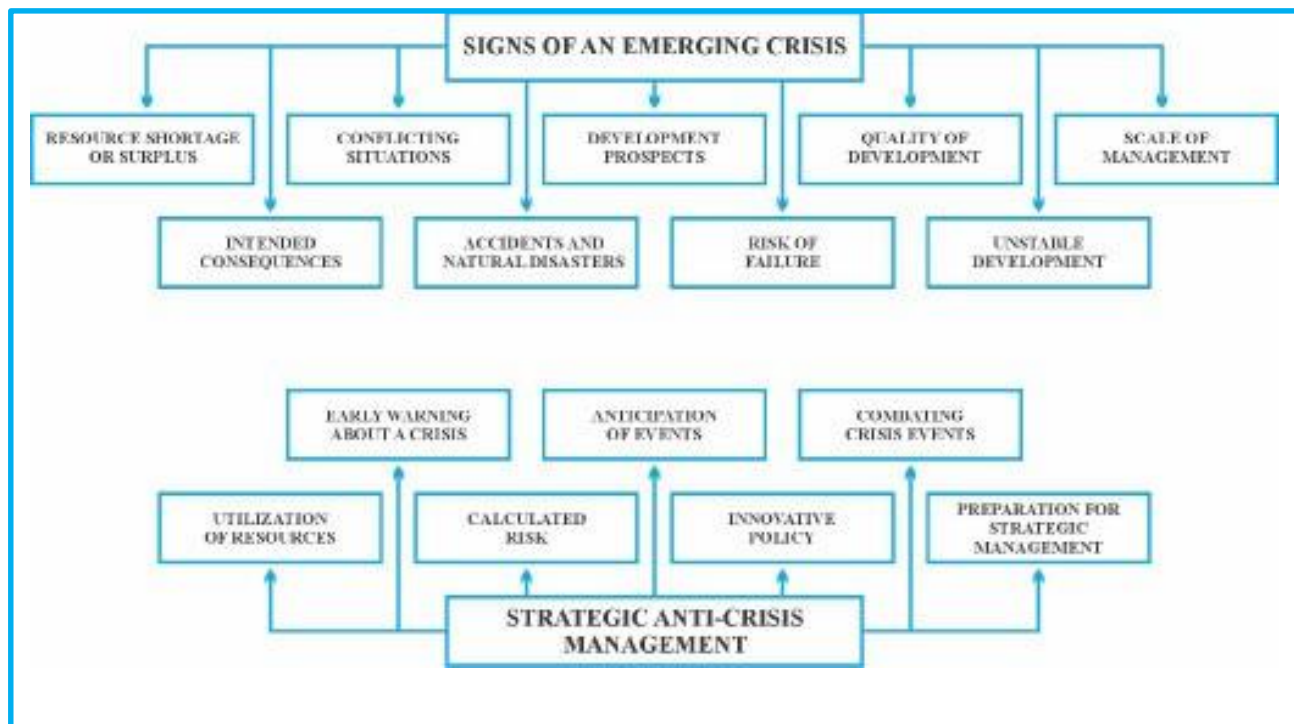 SIGNS OF AN EMERGING CRISIS
RESOURCE SHORTAGE
OR SURPLUS
CONFLICTING
SITUATIONS
DEVELOPMENT
PROSPECTS
QUALITY OF
DEVELOPMENT
SCALE OF
MANAGEMENT
INTENDED
CONSEQUENCES
ACCIDENTS AND
NATURAL DISASTERS
RISK OF
FAILURE
UNSTABLE
DEVELOPMENT
EARLY WARNING
ABOUT A CRISIS
ANTICIPATION
OF EVENTS
COMBATING
CRISIS EVENTS
UTILIZATION
OF RESOURCES
CALCULATED
RISK
INNOVATIVE
POLICY
PREPARATION FOR
STRATEGIC
MANAGEMENT
STRATEGIC ANTI-CRISIS
MANAGEMENT